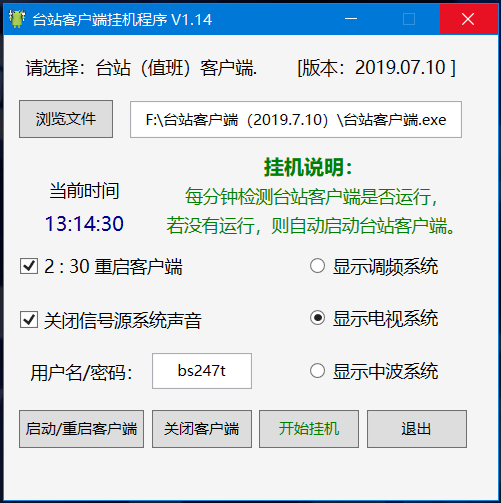 台站客户端挂机程序 V1.14
请选择：台站（值班）客户端. [版本：2019.07.10 ]
浏览文件 F:\台站客户端（2019.7.10）\台站客户端.exe
挂机说明：
当前时间 每分钟检测台站客户端是否运行，
13:14:30 若没有运行，则自动启动台站客户端。
2 : 30 重启客户端 显示调频系统
关闭信号源系统声音 显示电视系统
用户名/密码： bs247t 显示中波系统
启动/重启客户端 关闭客户端 开始挂机 退出